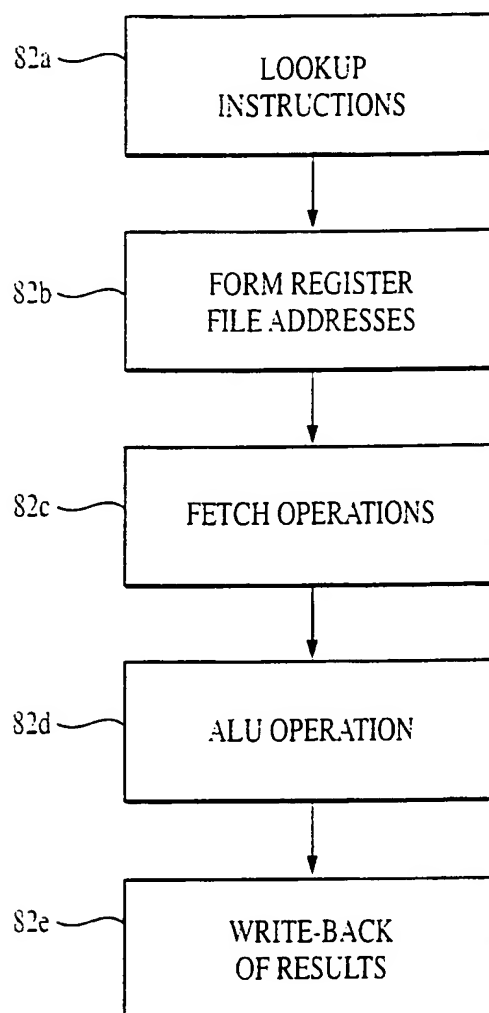 82a
LOOKUP
INSTRUCTIONS
82b
FORM REGISTER
FILE ADDRESSES
82c
FETCH OPERATIONS
82d
ALU OPERATION
82e
WRITE-BACK
OF RESULTS